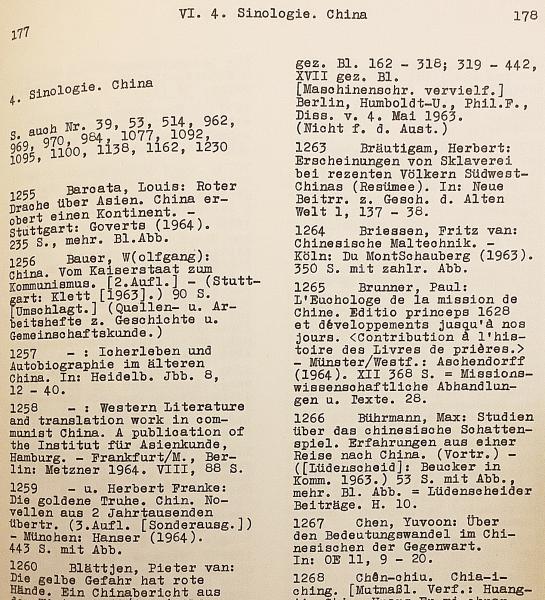 VI. 4. Sinologie. China
178
177
4. Sinologie. China
S. auch Nr. 39, 53, 514, 962,
969, 970, 984, 1077, 1092,
1095, 1100, 1138, 1162, 1230
1255 Barcata, Louis: Roter
Drache über Asien. China er-
obert einen Kontinent. -
Stuttgart: Goverts (1964).
235 S., mehr. Bl.Abb.
1256 Bauer, W(olfgang):
China. Vom Kaiserstaat zum
Kommunismus. [2.Aufl.] - (Stutt-
gart: Klett [1963].) 90 S.
[Umschlagt.] (Quellen- u. Ar-
beitshefte z. Geschichte u.
Gemeinschaftskunde.)
1257 - : Icherleben und
Autobiographie im älteren
China. In: Heidelb. Jbb. 8,
12 - 40.
1258 - : Western Literature
and translation work in com-
munist China. A publication of
the Institut für Asienkunde,
Hamburg. - Frankfurt/M., Ber-
lin: Metzner 1964. VIII, 88 S.
1259 - u. Herbert Franke:
Die goldene Truhe. Chin. No-
vellen aus 2 Jahrtausenden
übertr. (3.Aufl. [Sonderausg.])
- München: Hanser (1964).
443 S. mit Abb.
1260 Blättjen, Pieter van:
Die gelbe Gefahr hat rote
Hände. Ein Chinabericht aus
gez. Bl. 162 - 318; 319 - 442,
XVII gez. Bl.
[Maschinenschr. vervielf.]
Berlin, Humboldt-U., Phil.F.,
Diss. v. 4. Mai 1963.
(Nicht f. d. Aust.)
1263 Bräutigam, Herbert:
Erscheinungen von Sklaverei
bei rezenten Völkern Südwest-
Chinas (Resümee). In: Neue
Beitrr. z. Gesch. d. Alten
Welt 1, 137 - 38.
1264 Briessen, Fritz van:
Chinesische Maltechnik. -
Köln: Du MontSchauberg (1963).
350 S. mit zahlr. Abb.
1265 Brunner, Paul:
L'Euchologe de la mission de
Chine. Editio princeps 1628
et développements jusqu'à nos
jours. <Contribution à l'his-
toire des Livres de prières.>
- Münster/Westf.: Aschendorff
(1964). XII 368 S. = Missions-
wissenschaftliche Abhandlun-
gen u. Texte. 28.
1266 Bührmann, Max: Studien
über das chinesische Schatten-
spiel. Erfahrungen aus einer
Reise nach China. (Vortr.) -
([Lüdenscheid]: Beucker in
Komm. 1963.) 53 S. mit Abb.,
mehr. Bl. Abb. = Lüdenscheider
Beiträge. H. 10.
1267 Chen, Yuvoon: Über
den Bedeutungswandel im Chi-
nesischen der Gegenwart.
In: OE 11, 9 - 20.
1268 Chên-chiu. Chia-i-
ching. [Mutmaßl. Verf.: Huang-